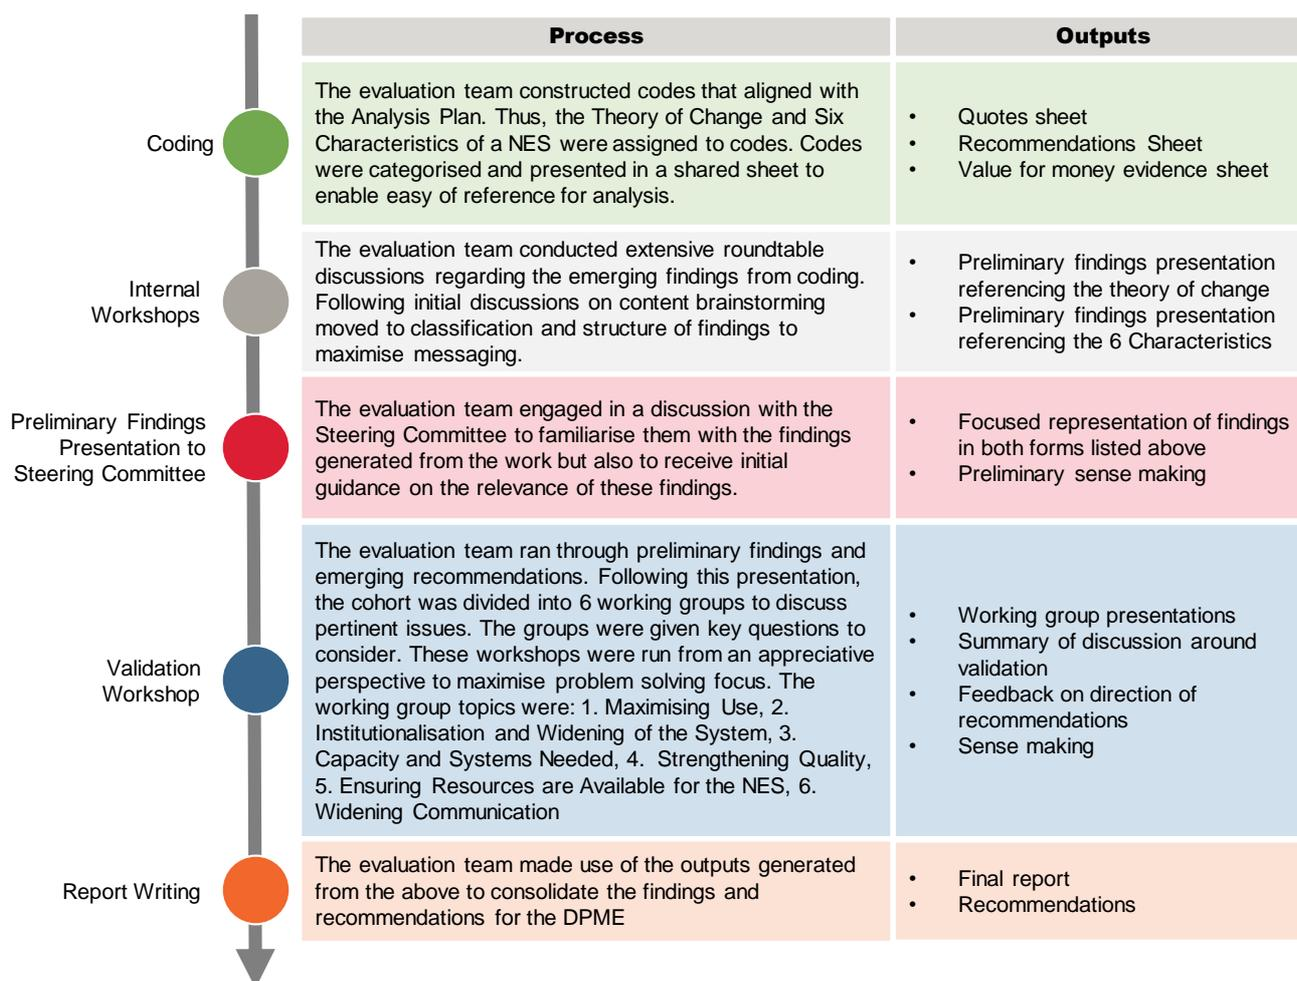 Process
Outputs
Coding
The evaluation team constructed codes that aligned with
the Analysis Plan. Thus, the Theory of Change and Six
Characteristics of a NES were assigned to codes. Codes
were categorised and presented in a shared sheet to
enable easy of reference for analysis.
• Quotes sheet
• Recommendations Sheet
• Value for money evidence sheet
Internal
Workshops
The evaluation team conducted extensive roundtable
discussions regarding the emerging findings from coding.
Following initial discussions on content brainstorming
moved to classification and structure of findings to
maximise messaging.
• Preliminary findings presentation
referencing the theory of change
• Preliminary findings presentation
referencing the 6 Characteristics
Preliminary Findings
Presentation to
Steering Committee
The evaluation team engaged in a discussion with the
Steering Committee to familiarise them with the findings
generated from the work but also to receive initial
guidance on the relevance of these findings.
• Focused representation of findings
in both forms listed above
• Preliminary sense making
Validation
Workshop
The evaluation team ran through preliminary findings and
emerging recommendations. Following this presentation,
the cohort was divided into 6 working groups to discuss
pertinent issues. The groups were given key questions to
consider. These workshops were run from an appreciative
perspective to maximise problem solving focus. The
working group topics were: 1. Maximising Use, 2.
Institutionalisation and Widening of the System, 3.
Capacity and Systems Needed, 4. Strengthening Quality,
5. Ensuring Resources are Available for the NES, 6.
Widening Communication
• Working group presentations
• Summary of discussion around
validation
• Feedback on direction of
recommendations
• Sense making
Report Writing
The evaluation team made use of the outputs generated
from the above to consolidate the findings and
recommendations for the DPME
• Final report
• Recommendations